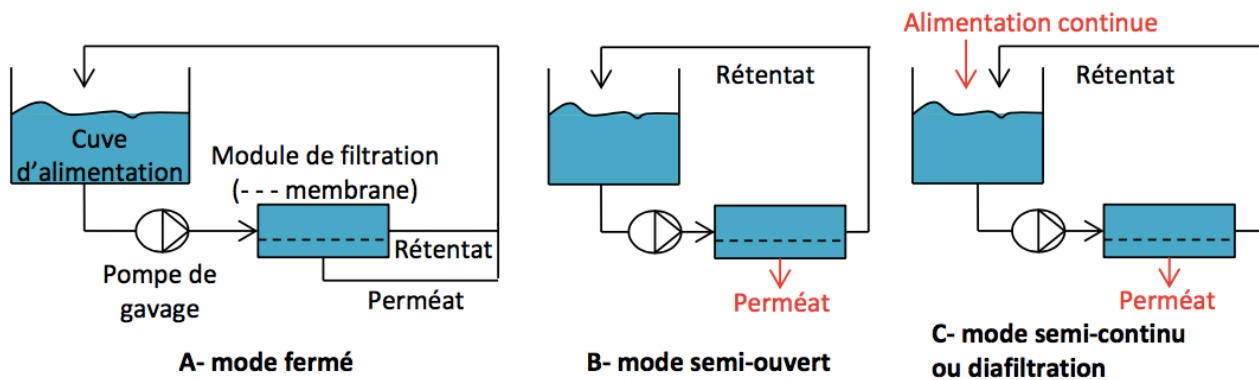 Cuve
d'alimentation
Module de filtration
(- - - membrane)
Pompe de
gavage
Rétentat
Perméat
A- mode fermé
Rétentat
Perméat
B- mode semi-ouvert
Alimentation continue
Rétentat
Perméat
C- mode semi-continu
ou diafiltration